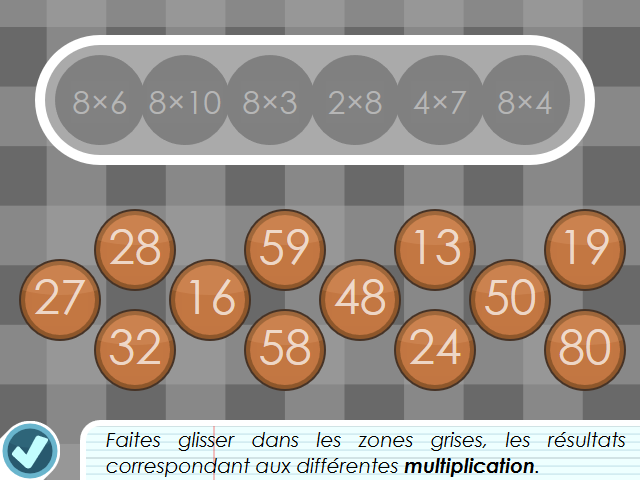 8×6 8×10 8×3 2×8 4×7 8×4
28 59 13 19
27 16 48 50
32 58 24 80
Faites glisser dans les zones grises, les résultats
correspondant aux différentes multiplication.